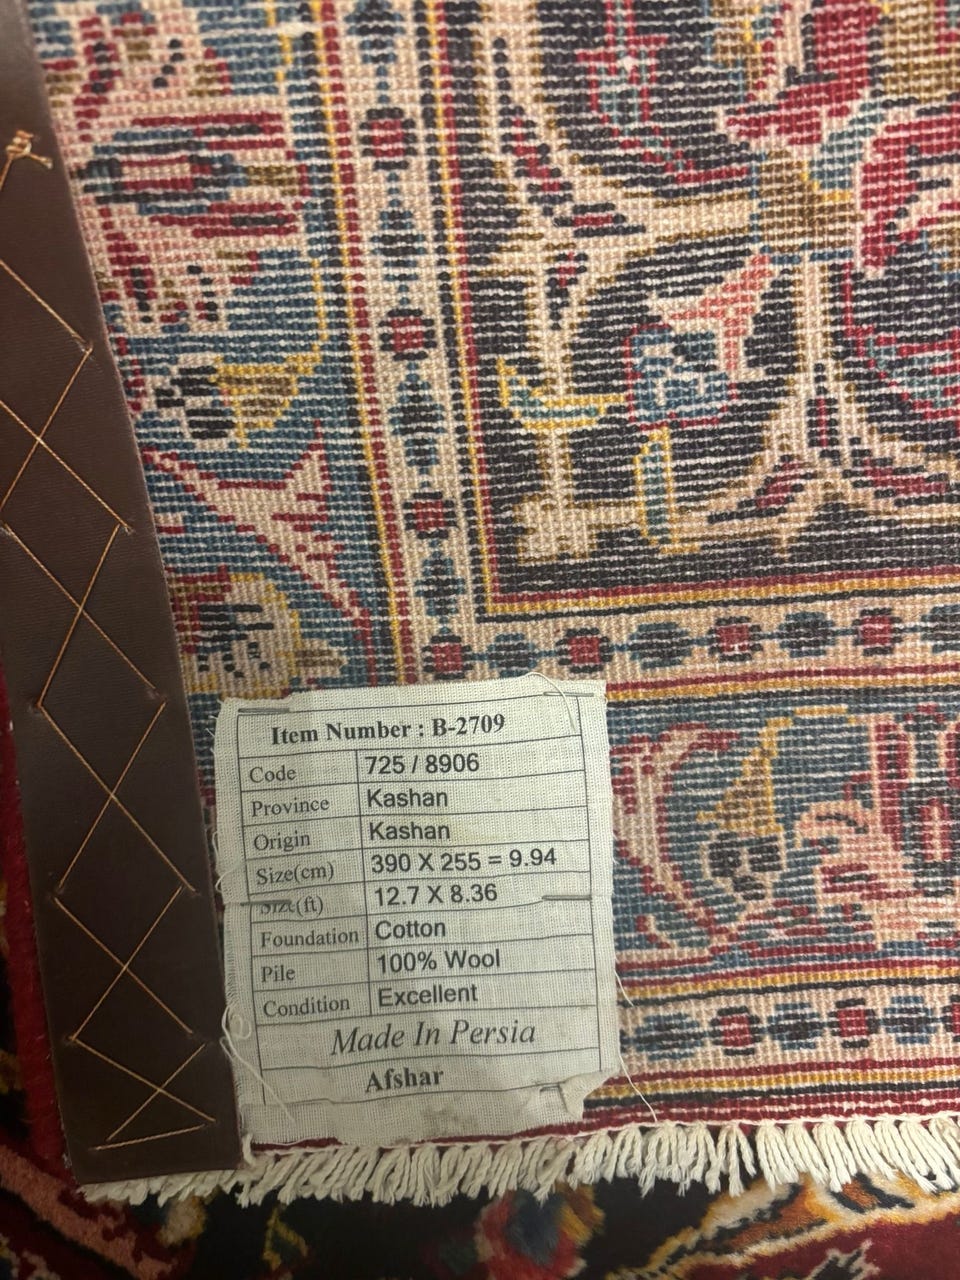 Item Number : B-2709
Code 725 / 8906
Province Kashan
Origin Kashan
Size(cm) 390 X 255 = 9.94
Size(ft) 12.7 X 8.36
Foundation Cotton
Pile 100% Wool
Condition Excellent
Made In Persia
Afshar